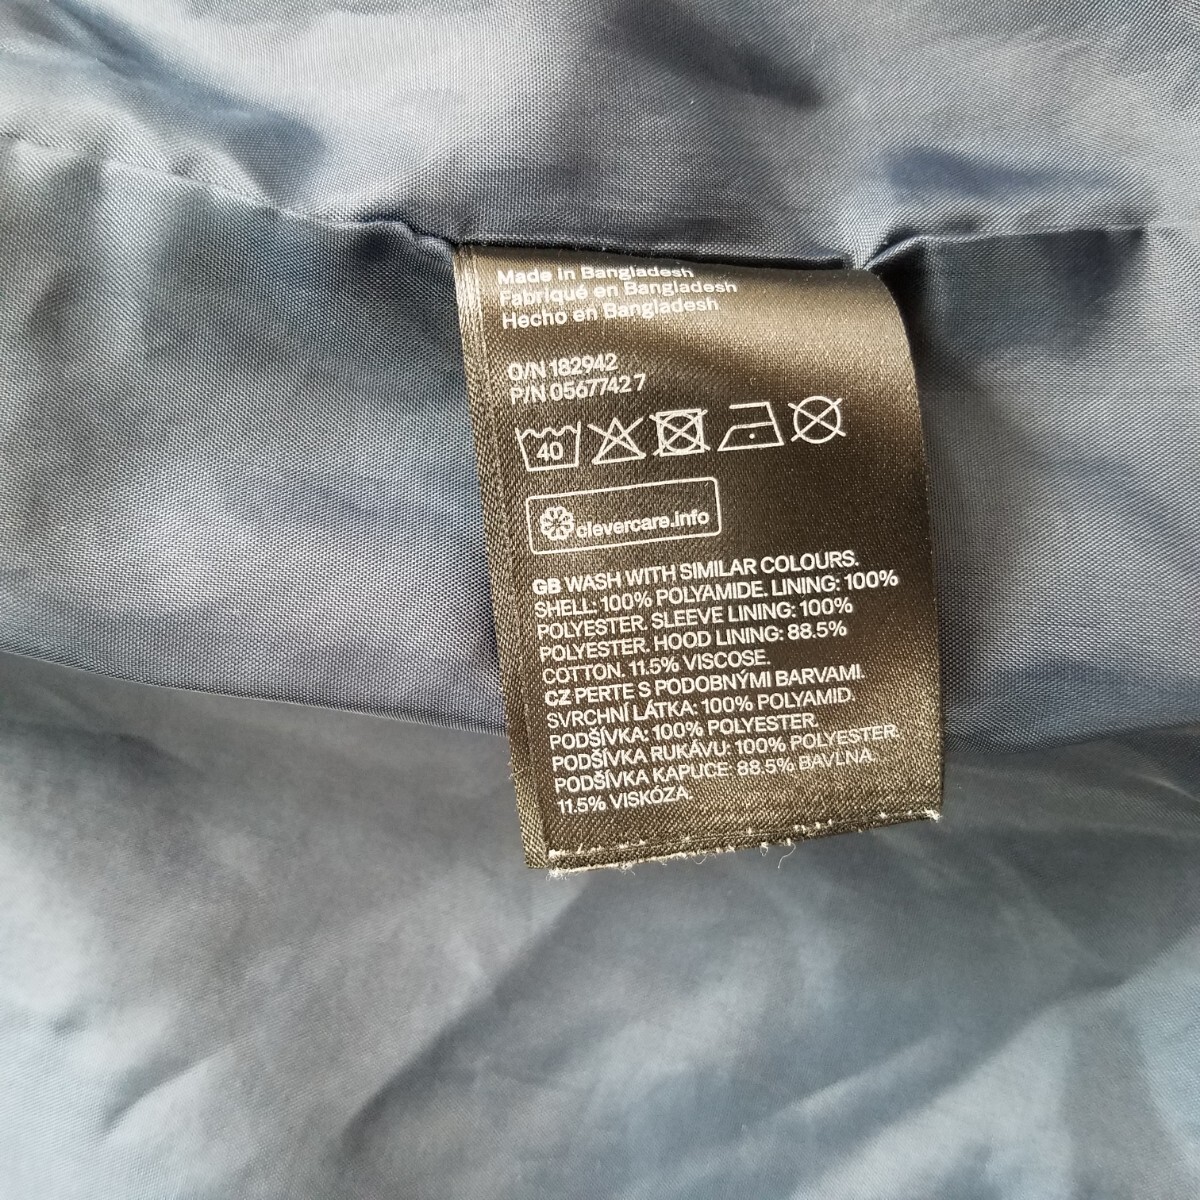 Made in Bangladesh
Fabriqué en Bangladesh
Hecho en Bangladesh
O/N 182942
P/N 0567742 7
40
clevercare.info
GB WASH WITH SIMILAR COLOURS.
SHELL: 100% POLYAMIDE. LINING: 100%
POLYESTER. SLEEVE LINING: 100%
POLYESTER. HOOD LINING: 88.5%
COTTON. 11.5% VISCOSE.
CZ PERTE S PODOBNÝMI BARVAMI.
SVRCHNÍ LÁTKA: 100% POLYAMID.
PODŠÍVKA: 100% POLYESTER.
PODŠÍVKA RUKÁVU: 100% POLYESTER.
PODŠÍVKA KAPUCE: 88.5% BAVLNA.
11.5% VISKÓZA.